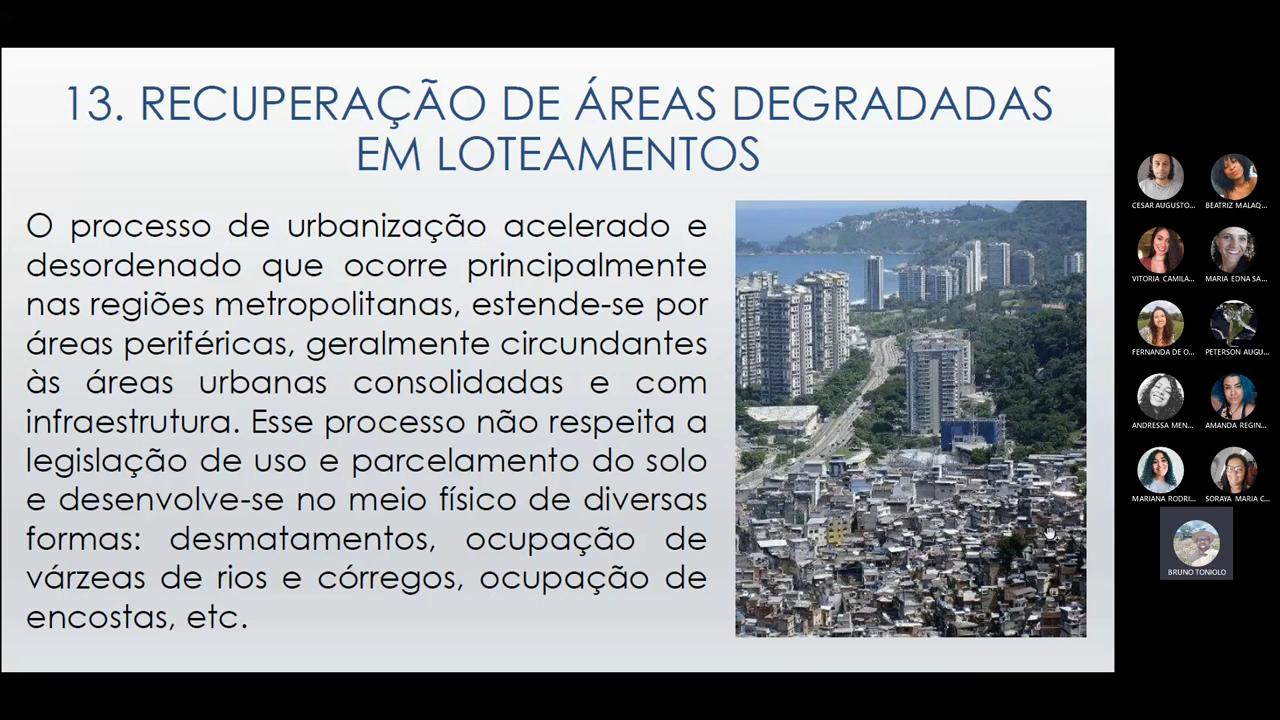 13. RECUPERAÇÃO DE ÁREAS DEGRADADAS
EM LOTEAMENTOS
O processo de urbanização acelerado e
desordenado que ocorre principalmente
nas regiões metropolitanas, estende-se por
áreas periféricas, geralmente circundantes
às áreas urbanas consolidadas e com
infraestrutura. Esse processo não respeita a
legislação de uso e parcelamento do solo
e desenvolve-se no meio físico de diversas
formas: desmatamentos, ocupação de
várzeas de rios e córregos, ocupação de
encostas, etc.
CESAR AUGUSTO...
BEATRIZ MALAQ...
VITORIA CAMILA...
MARIA EDNA SA...
FERNANDA DE O...
PETERSON AUGU...
ANDRESSA MEN...
AMANDA REGIN...
MARIANA RODRI...
SORAYA MARIA C...
BRUNO TONIOLO